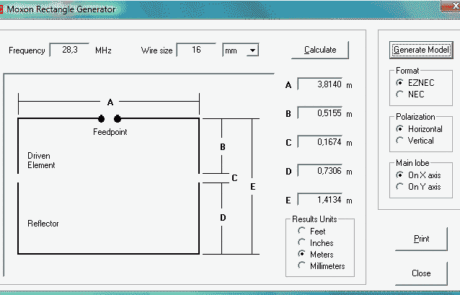 Moxon Rectangle Generator
Frequency 28,3 MHz Wire size 16 mm Calculate
A
Feedpoint
Driven
Element
B
C
E
D
Reflector
A 3,8140 m
B 0,5155 m
C 0,1674 m
D 0,7306 m
E 1,4134 m
Results Units
Feet
Inches
Meters
Millimeters
Generate Model
Format
EZNEC
NEC
Polarization
Horizontal
Vertical
Main lobe
On X axis
On Y axis
Print
Close